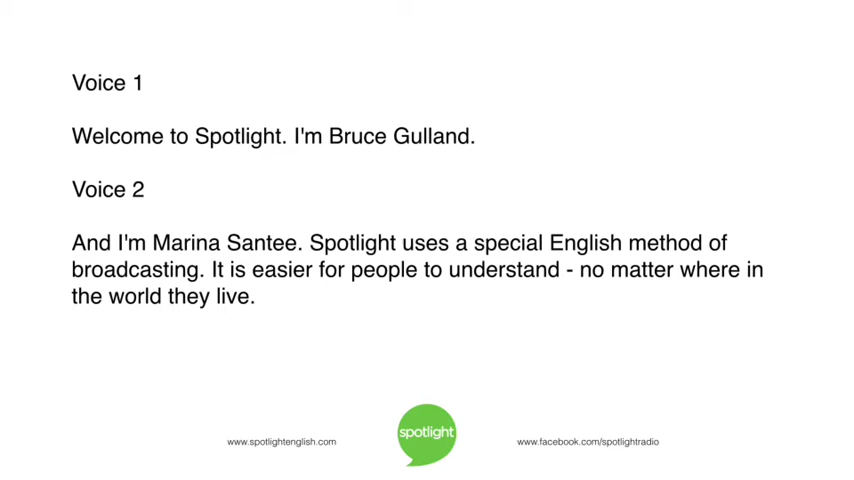 Voice 1
Welcome to Spotlight. I'm Bruce Gulland.
Voice 2
And I'm Marina Santee. Spotlight uses a special English method of
broadcasting. It is easier for people to understand - no matter where in
the world they live.
www.spotlightenglish.com
spotlight
www.facebook.com/spotlightradio